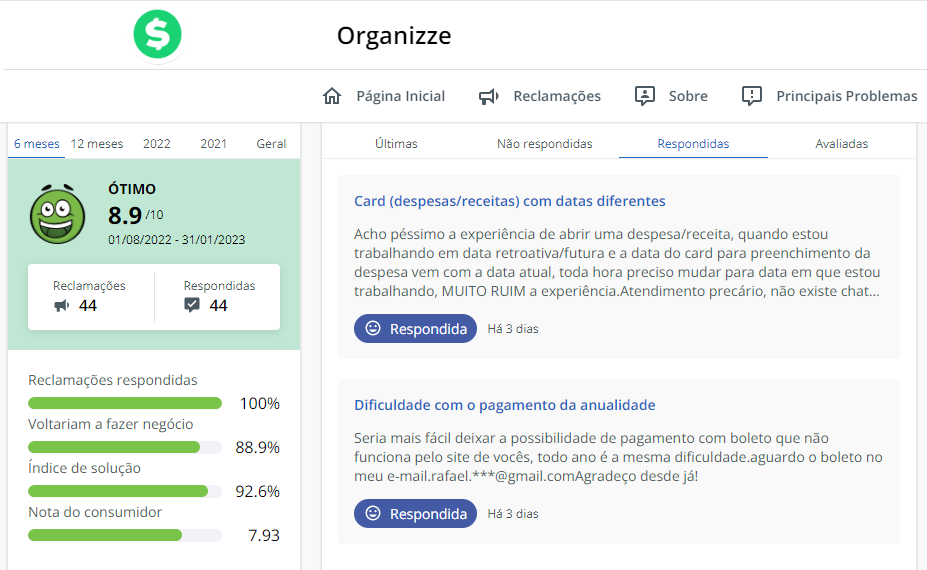 $
Organizze
Página Inicial
Reclamações
Sobre
Principais Problemas
6 meses 12 meses 2022 2021 Geral
ÓTIMO
8.9 /10
01/08/2022 - 31/01/2023
Reclamações
44
Respondidas
44
Reclamações respondidas
100%
Voltariam a fazer negócio
88.9%
Índice de solução
92.6%
Nota do consumidor
7.93
Últimas Não respondidas Respondidas Avaliadas
Card (despesas/receitas) com datas diferentes
Acho péssimo a experiência de abrir uma despesa/receita, quando estou
trabalhando em data retroativa/futura e a data do card para preenchimento da
despesa vem com a data atual, toda hora preciso mudar para data em que estou
trabalhando, MUITO RUIM a experiência.Atendimento precário, não existe chat...
Respondida Há 3 dias
Dificuldade com o pagamento da anualidade
Seria mais fácil deixar a possibilidade de pagamento com boleto que não
funciona pelo site de vocês, todo ano é a mesma dificuldade.aguardo o boleto no
meu e-mail.rafael.***@gmail.comAgradeço desde já!
Respondida Há 3 dias